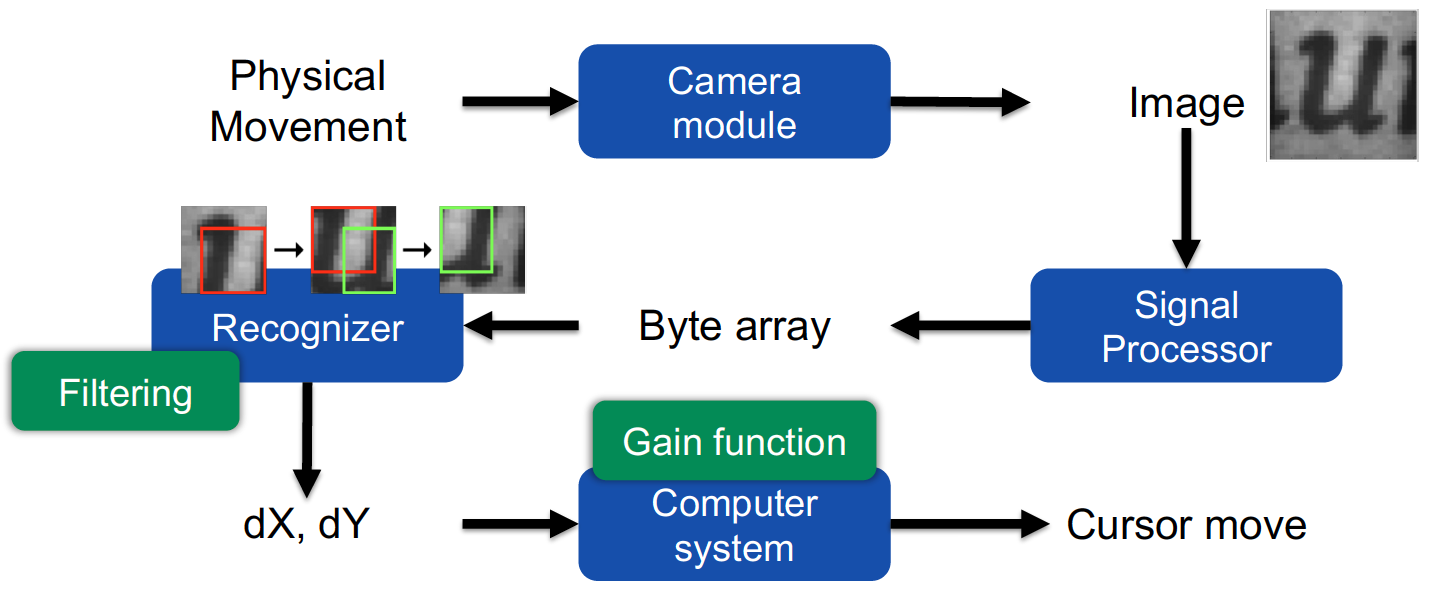 Physical
Movement
Camera
module
Image
Signal
Processor
Byte array
Recognizer
Filtering
dX, dY
Gain function
Computer
system
Cursor move